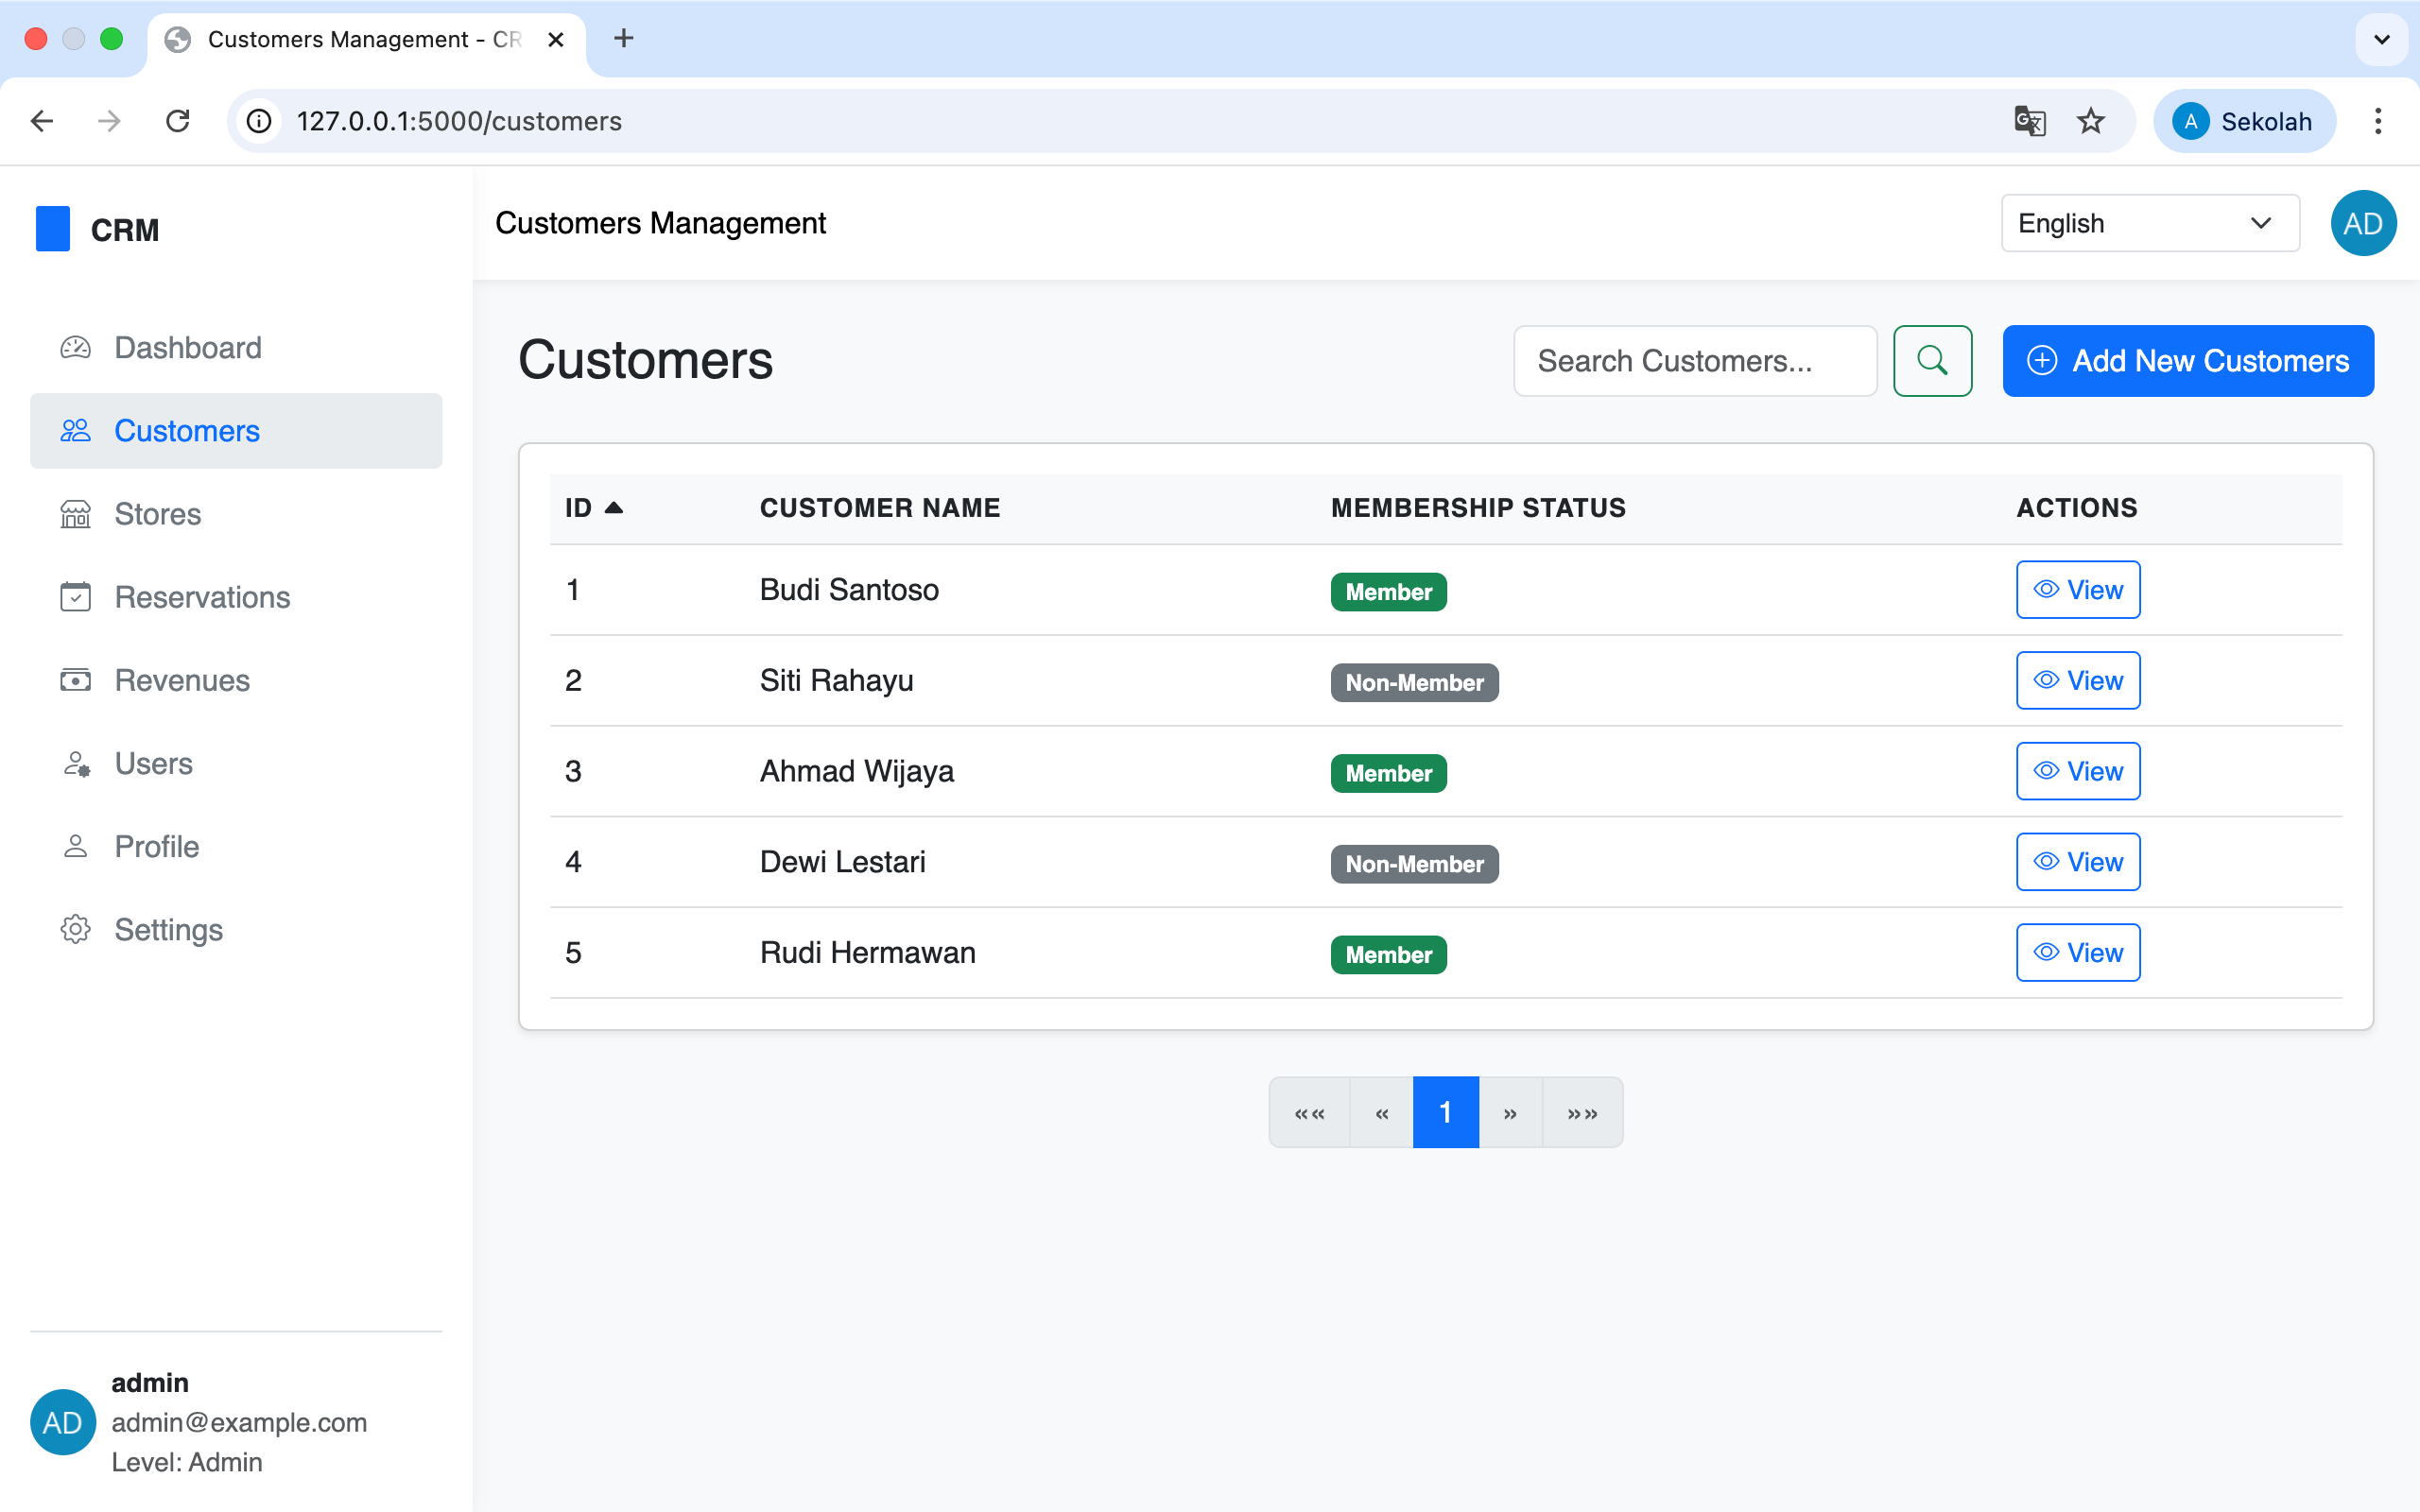 Customers Management - CR
127.0.0.1:5000/customers
A Sekolah
CRM
Customers Management
English
AD
Dashboard
Customers
Stores
Reservations
Revenues
Users
Profile
Settings
Customers
Search Customers...
Add New Customers
ID CUSTOMER NAME MEMBERSHIP STATUS ACTIONS
1 Budi Santoso Member View
2 Siti Rahayu Non-Member View
3 Ahmad Wijaya Member View
4 Dewi Lestari Non-Member View
5 Rudi Hermawan Member View
«« « 1 » »»
AD
admin
admin@example.com
Level: Admin